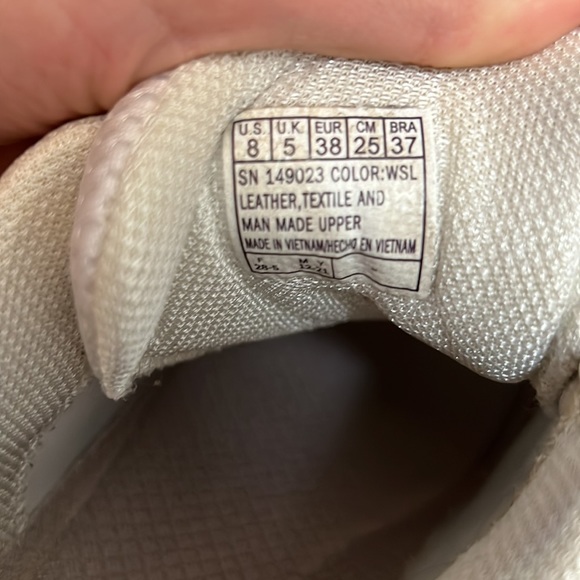 U.S. U.K. EUR CM BRA
8 5 38 25 37
SN 149023 COLOR:WSL
LEATHER,TEXTILE AND
MAN MADE UPPER
MADE IN VIETNAM/HECHO EN VIETNAM
F M Y